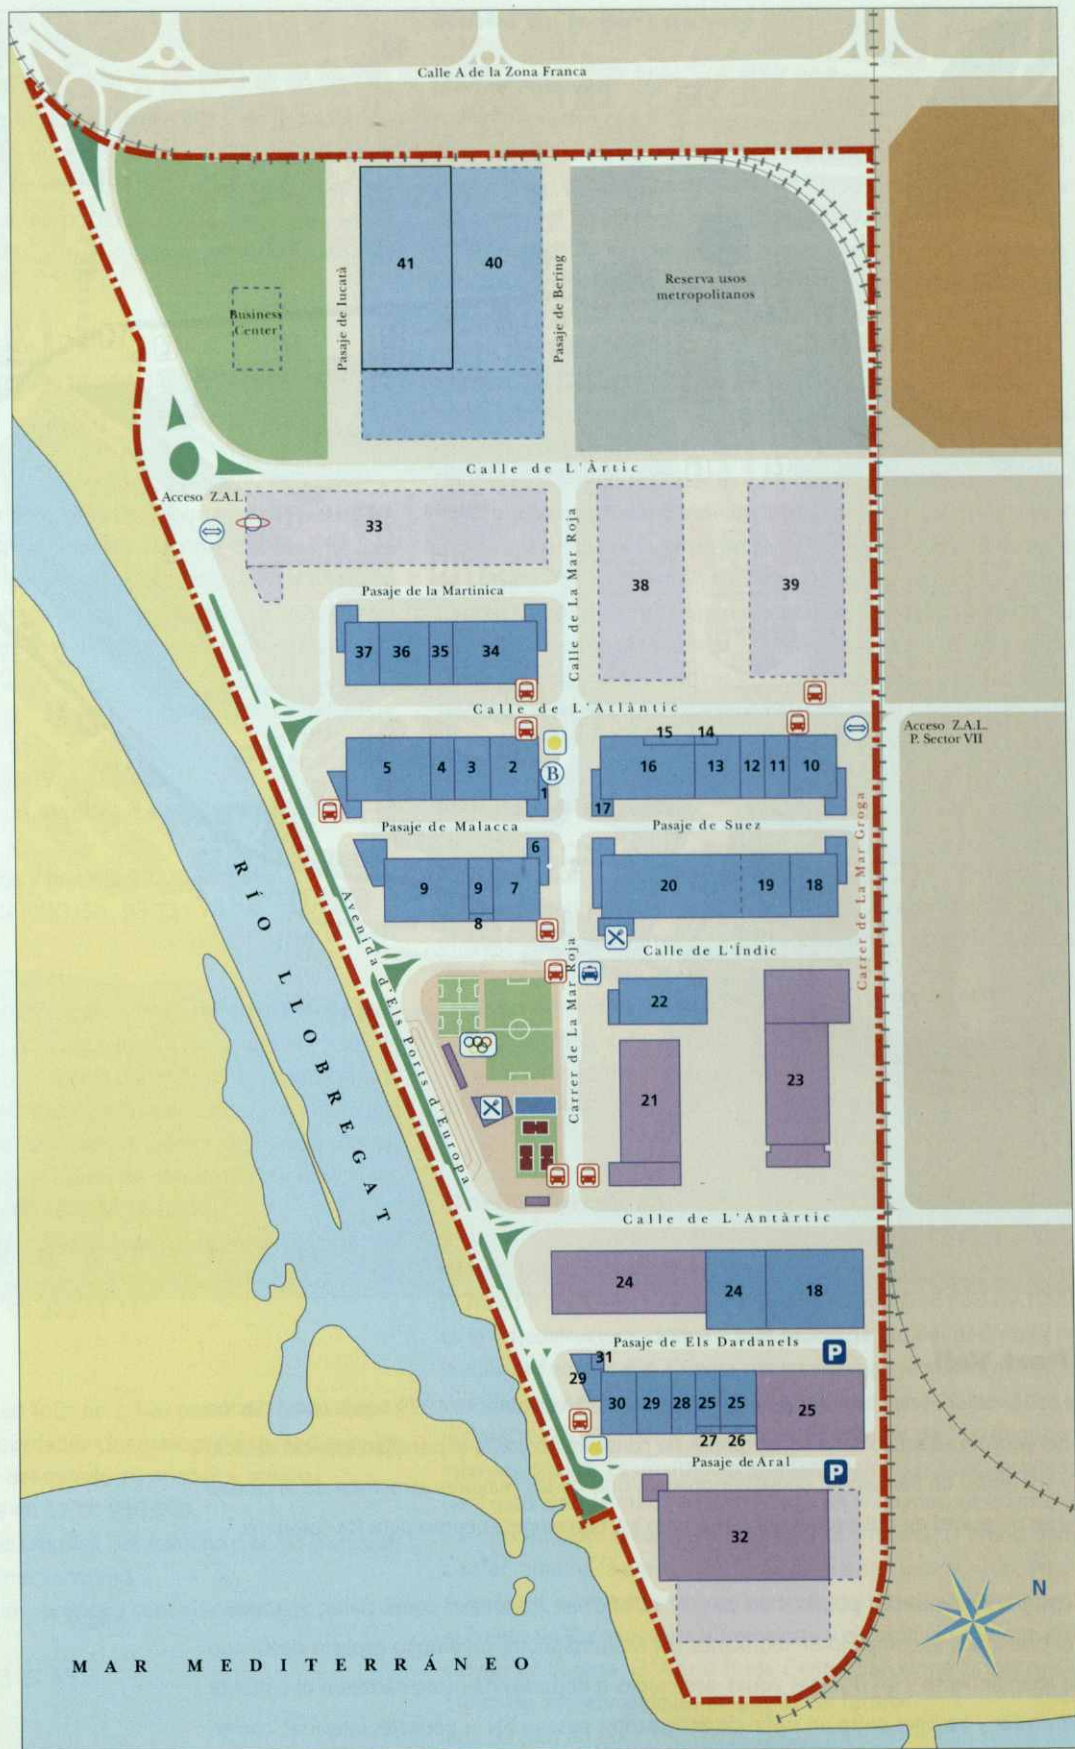 Calle A de la Zona Franca
41
40
Pasaje de Iucatà
Pasaje de Bering
Reserva usos
metropolitanos
Business
Center
Calle de L'Àrtic
Acceso Z.A.L.
33
Calle de La Mar Roja
38
39
Pasaje de la Martinica
37
36
35
34
Calle de L'Atlàntic
Acceso Z.A.L.
P. Sector VII
15
14
5
4
3
2
1
B
16
13
12
11
10
17
Pasaje de Malacca
Pasaje de Suez
Carrer de La Mar Groga
6
9
9
7
8
20
19
18
RÍO LLOBREGAT
Avenida d'Els Ports d'Europa
Calle de L'Índic
Carrer de La Mar Roja
22
21
23
Calle de L'Antàrtic
24
24
18
Pasaje de Els Dardanels
P
31
29
30
29
28
25
25
25
27
26
Pasaje de Aral
P
32
N
MAR MEDITERRÁNEO